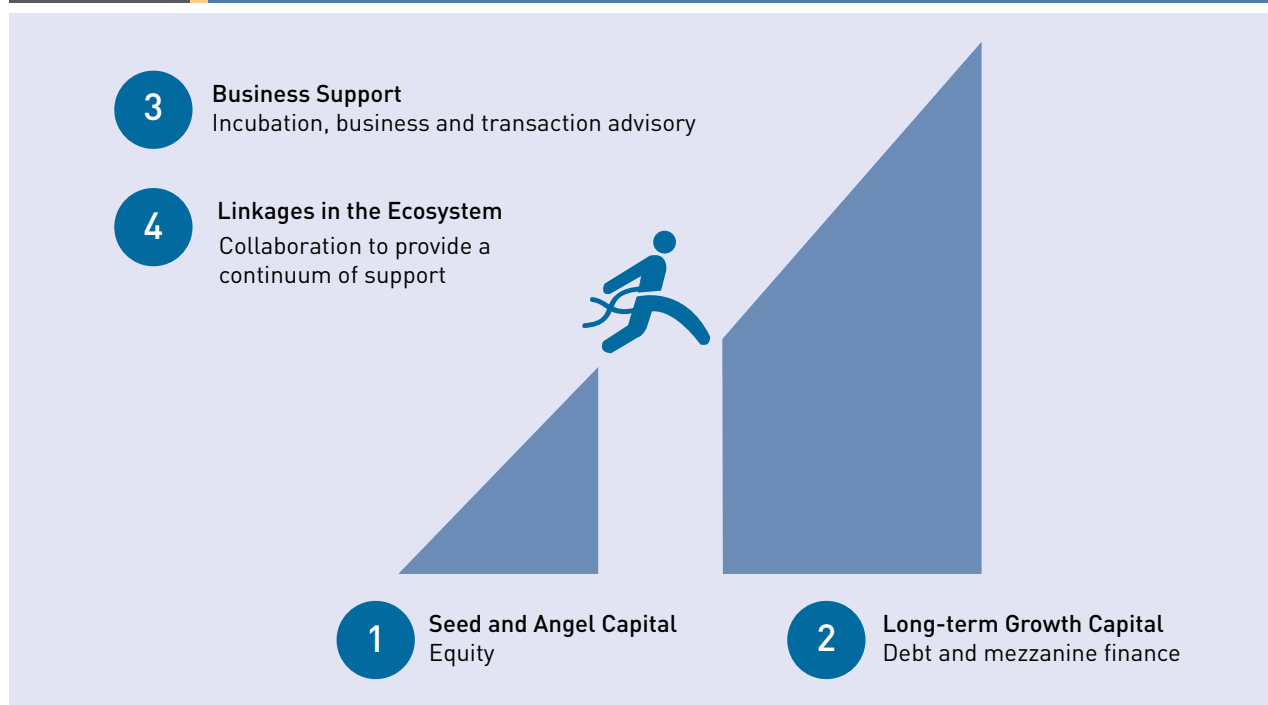 3
Business Support
Incubation, business and transaction advisory
4
Linkages in the Ecosystem
Collaboration to provide a
continuum of support
1
Seed and Angel Capital
Equity
2
Long-term Growth Capital
Debt and mezzanine finance